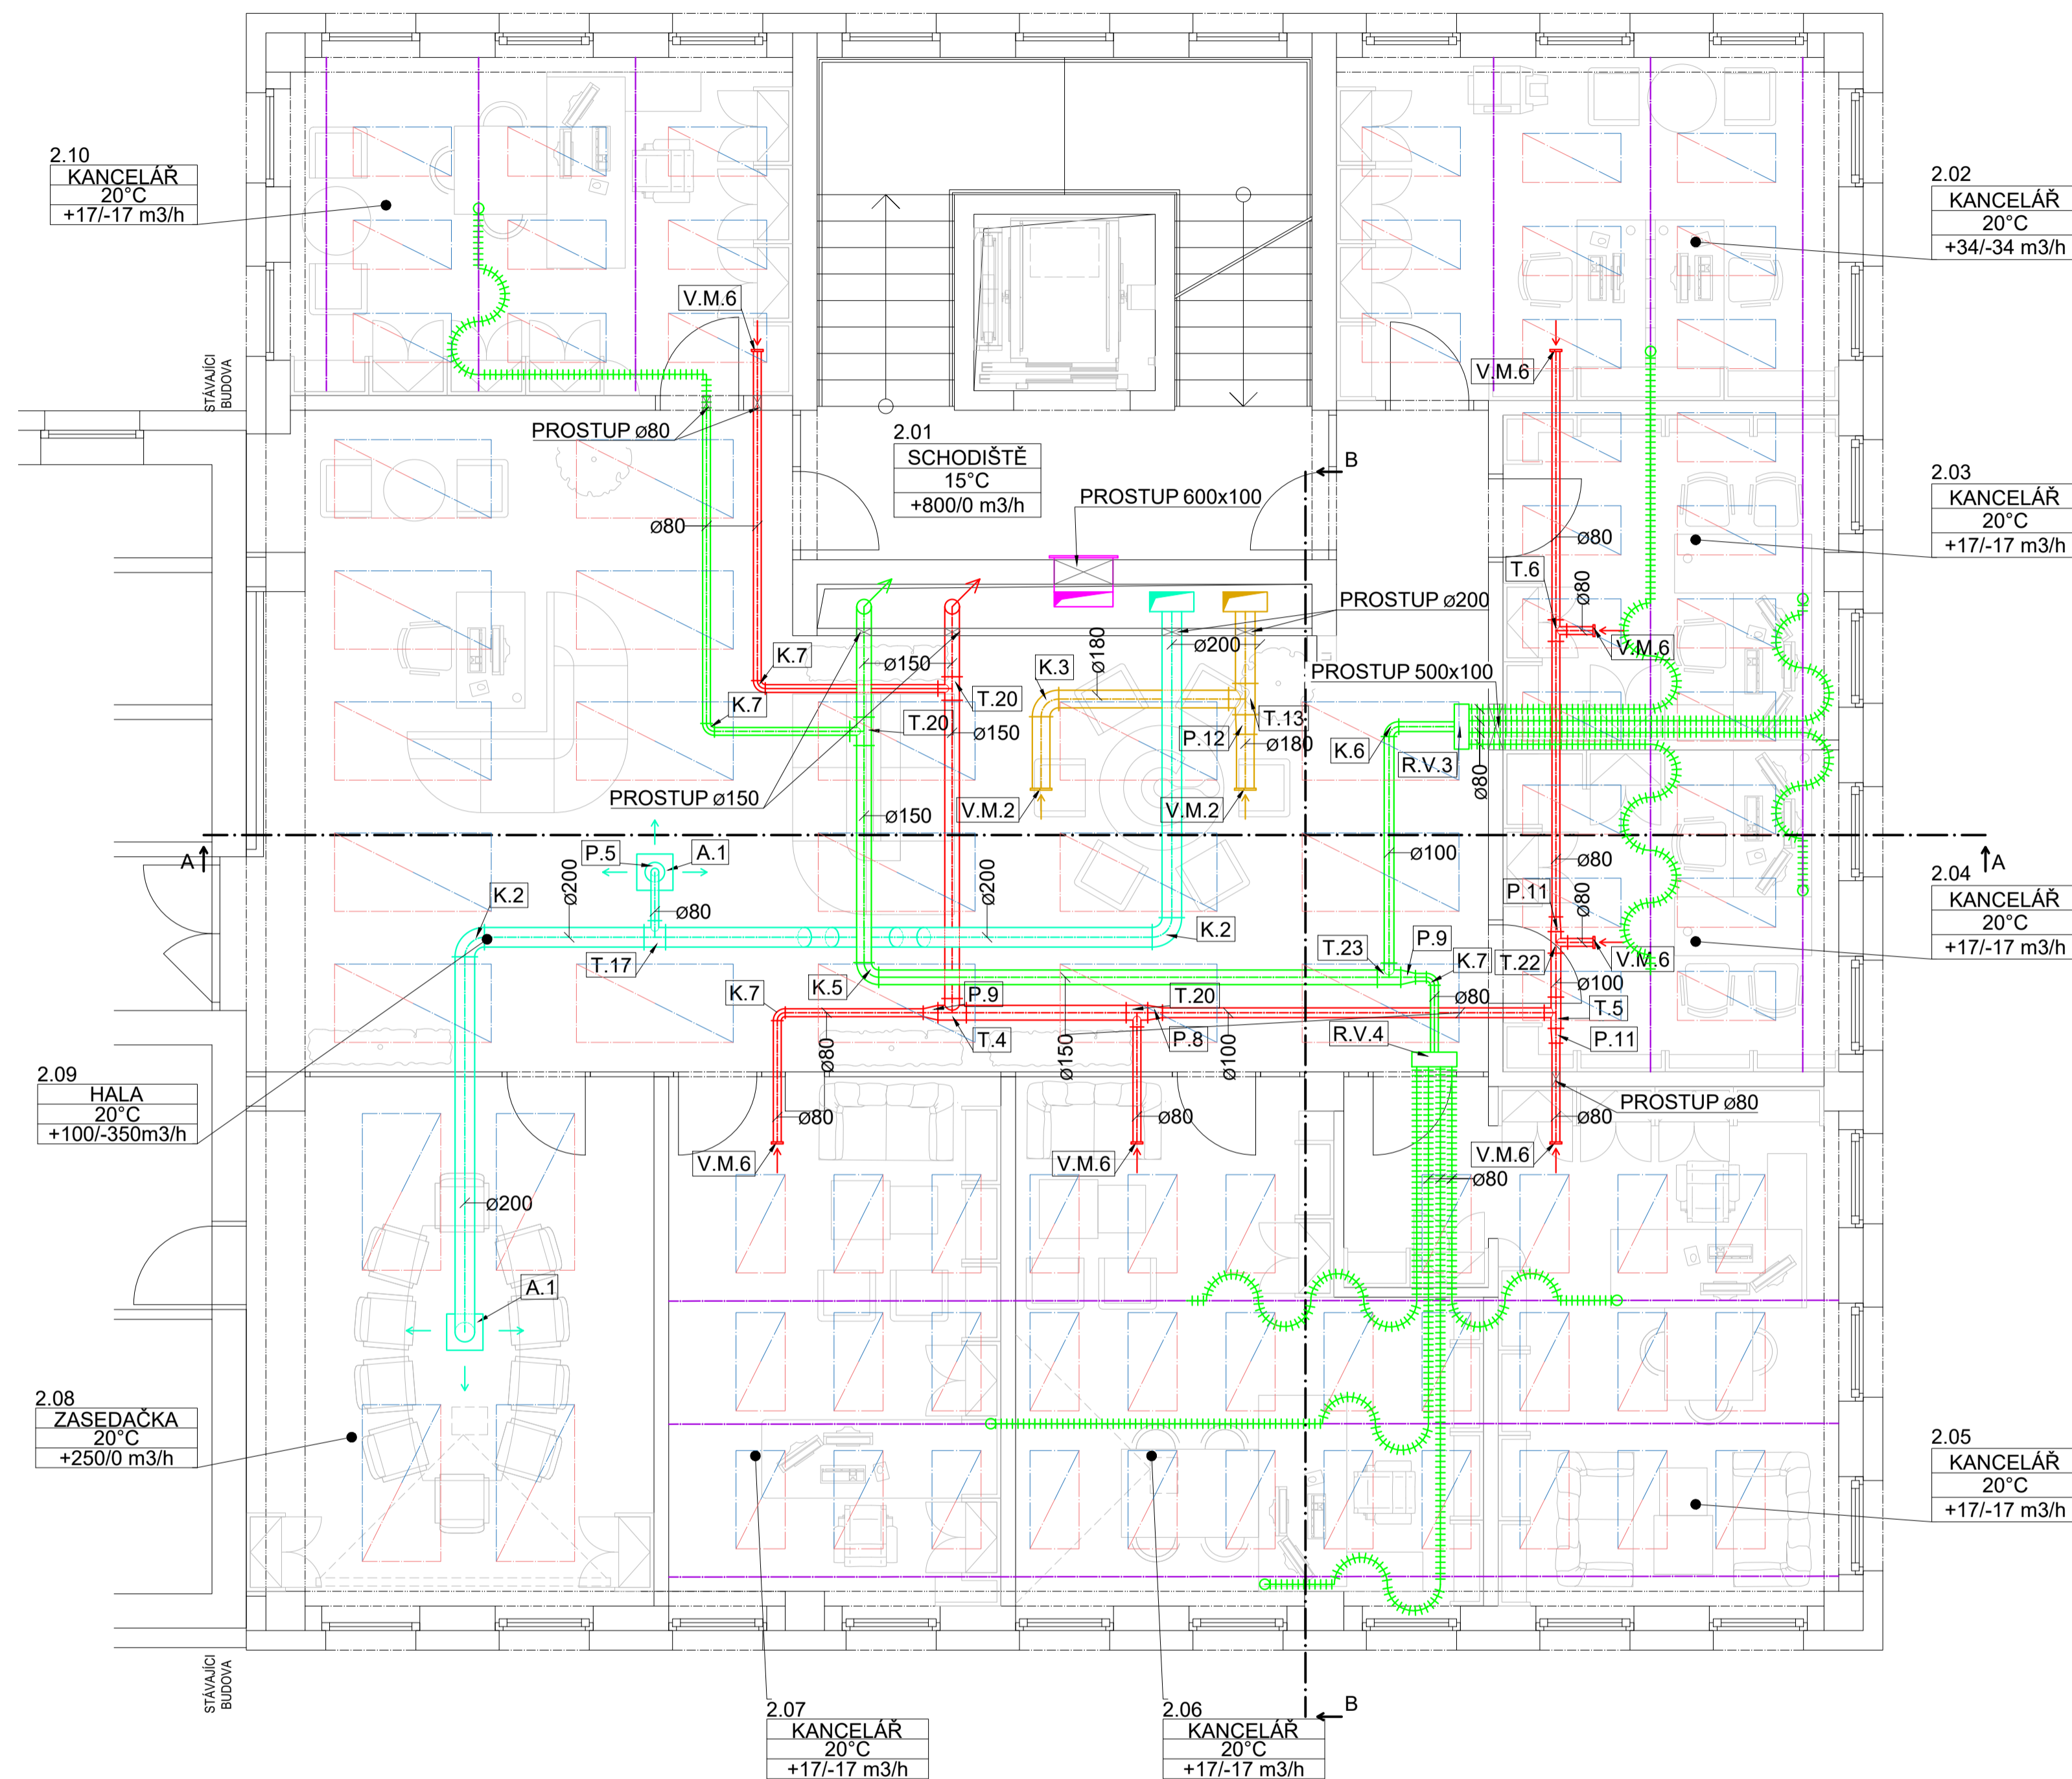 2.10
KANCELÁŘ
20°C
+17/-17 m3/h
2.02
KANCELÁŘ
20°C
+34/-34 m3/h
V.M.6
V.M.6
STÁVAJÍCI
BUDOVA
PROSTUP ø80
2.01
SCHODIŠTĚ
15°C
+800/0 m3/h
B
PROSTUP 600x100
2.03
KANCELÁŘ
20°C
+17/-17 m3/h
ø80
ø80
T.6
ø80
PROSTUP ø200
V.M.6
K.7
ø150
K.3
ø180
ø200
PROSTUP 500x100
K.7
T.20
T.20
ø150
T.13
P.12
ø180
K.6
R.V.3
ø80
PROSTUP ø150
V.M.2
V.M.2
ø150
A
P.5
A.1
ø100
ø80
A
2.04
KANCELÁŘ
20°C
+17/-17 m3/h
K.2
ø200
ø80
ø200
K.2
P.11
ø80
T.17
T.23
P.9
T.22
V.M.6
K.7
K.5
P.9
T.20
K.7
ø80
ø100
T.5
T.4
P.8
R.V.4
P.11
ø80
ø150
ø100
2.09
HALA
20°C
+100/-350m3/h
PROSTUP ø80
ø80
ø80
ø80
V.M.6
V.M.6
V.M.6
ø80
ø200
A.1
2.08
ZASEDAČKA
20°C
+250/0 m3/h
2.05
KANCELÁŘ
20°C
+17/-17 m3/h
STÁVAJÍCI
BUDOVA
2.07
KANCELÁŘ
20°C
+17/-17 m3/h
2.06
KANCELÁŘ
20°C
+17/-17 m3/h
B